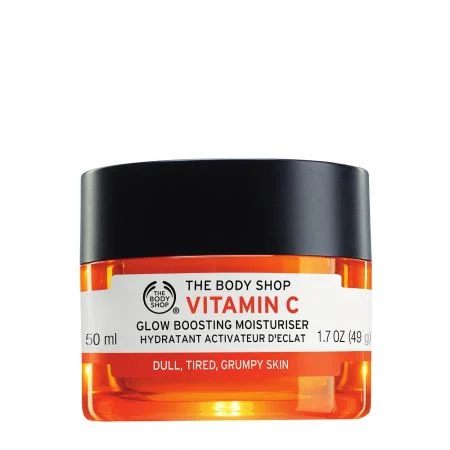 THE BODY SHOP
THE
BODY
SHOP®
VITAMIN C
GLOW BOOSTING MOISTURISER
50 ml
HYDRATANT ACTIVATEUR D'ECLAT
1.7 OZ (49 g)
DULL, TIRED, GRUMPY SKIN